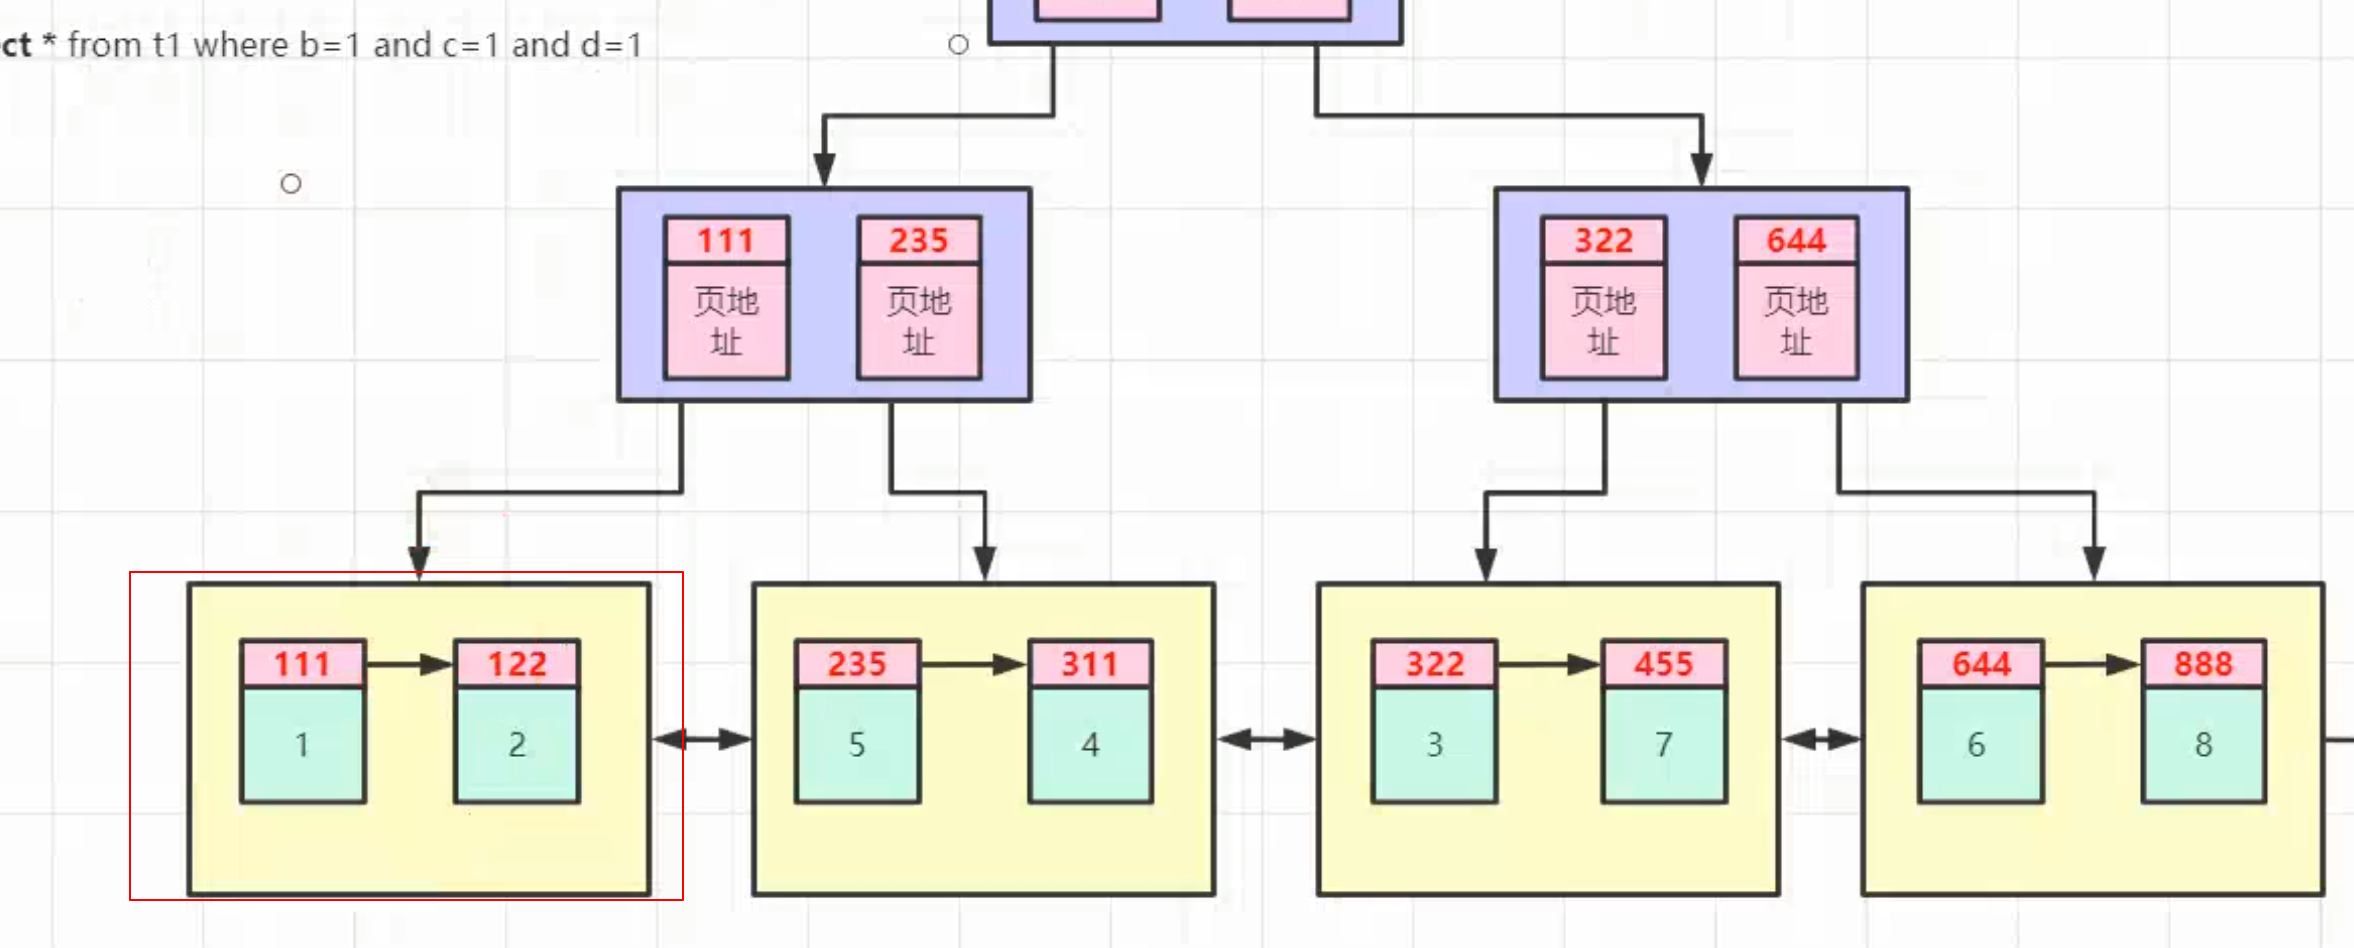 ct * from t1 where b=1 and c=1 and d=1
111 235 322 644
页地 页地 页地 页地
址 址 址 址
111 122 235 311 322 455 644 888
1 2 5 4 3 7 6 8